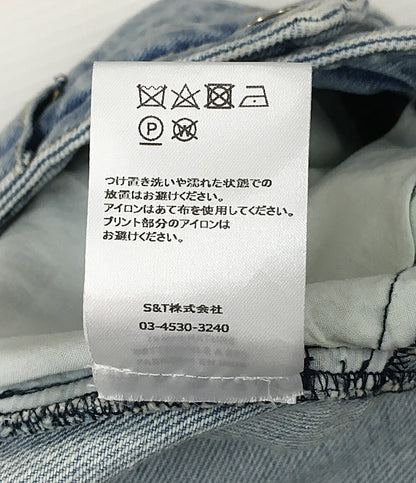 P W
つけ置き洗いや濡れた状態での
放置はお避けください。
アイロンはあて布を使用してください。
プリント部分のアイロンは
お避けください。
S&T株式会社
03-4530-3240